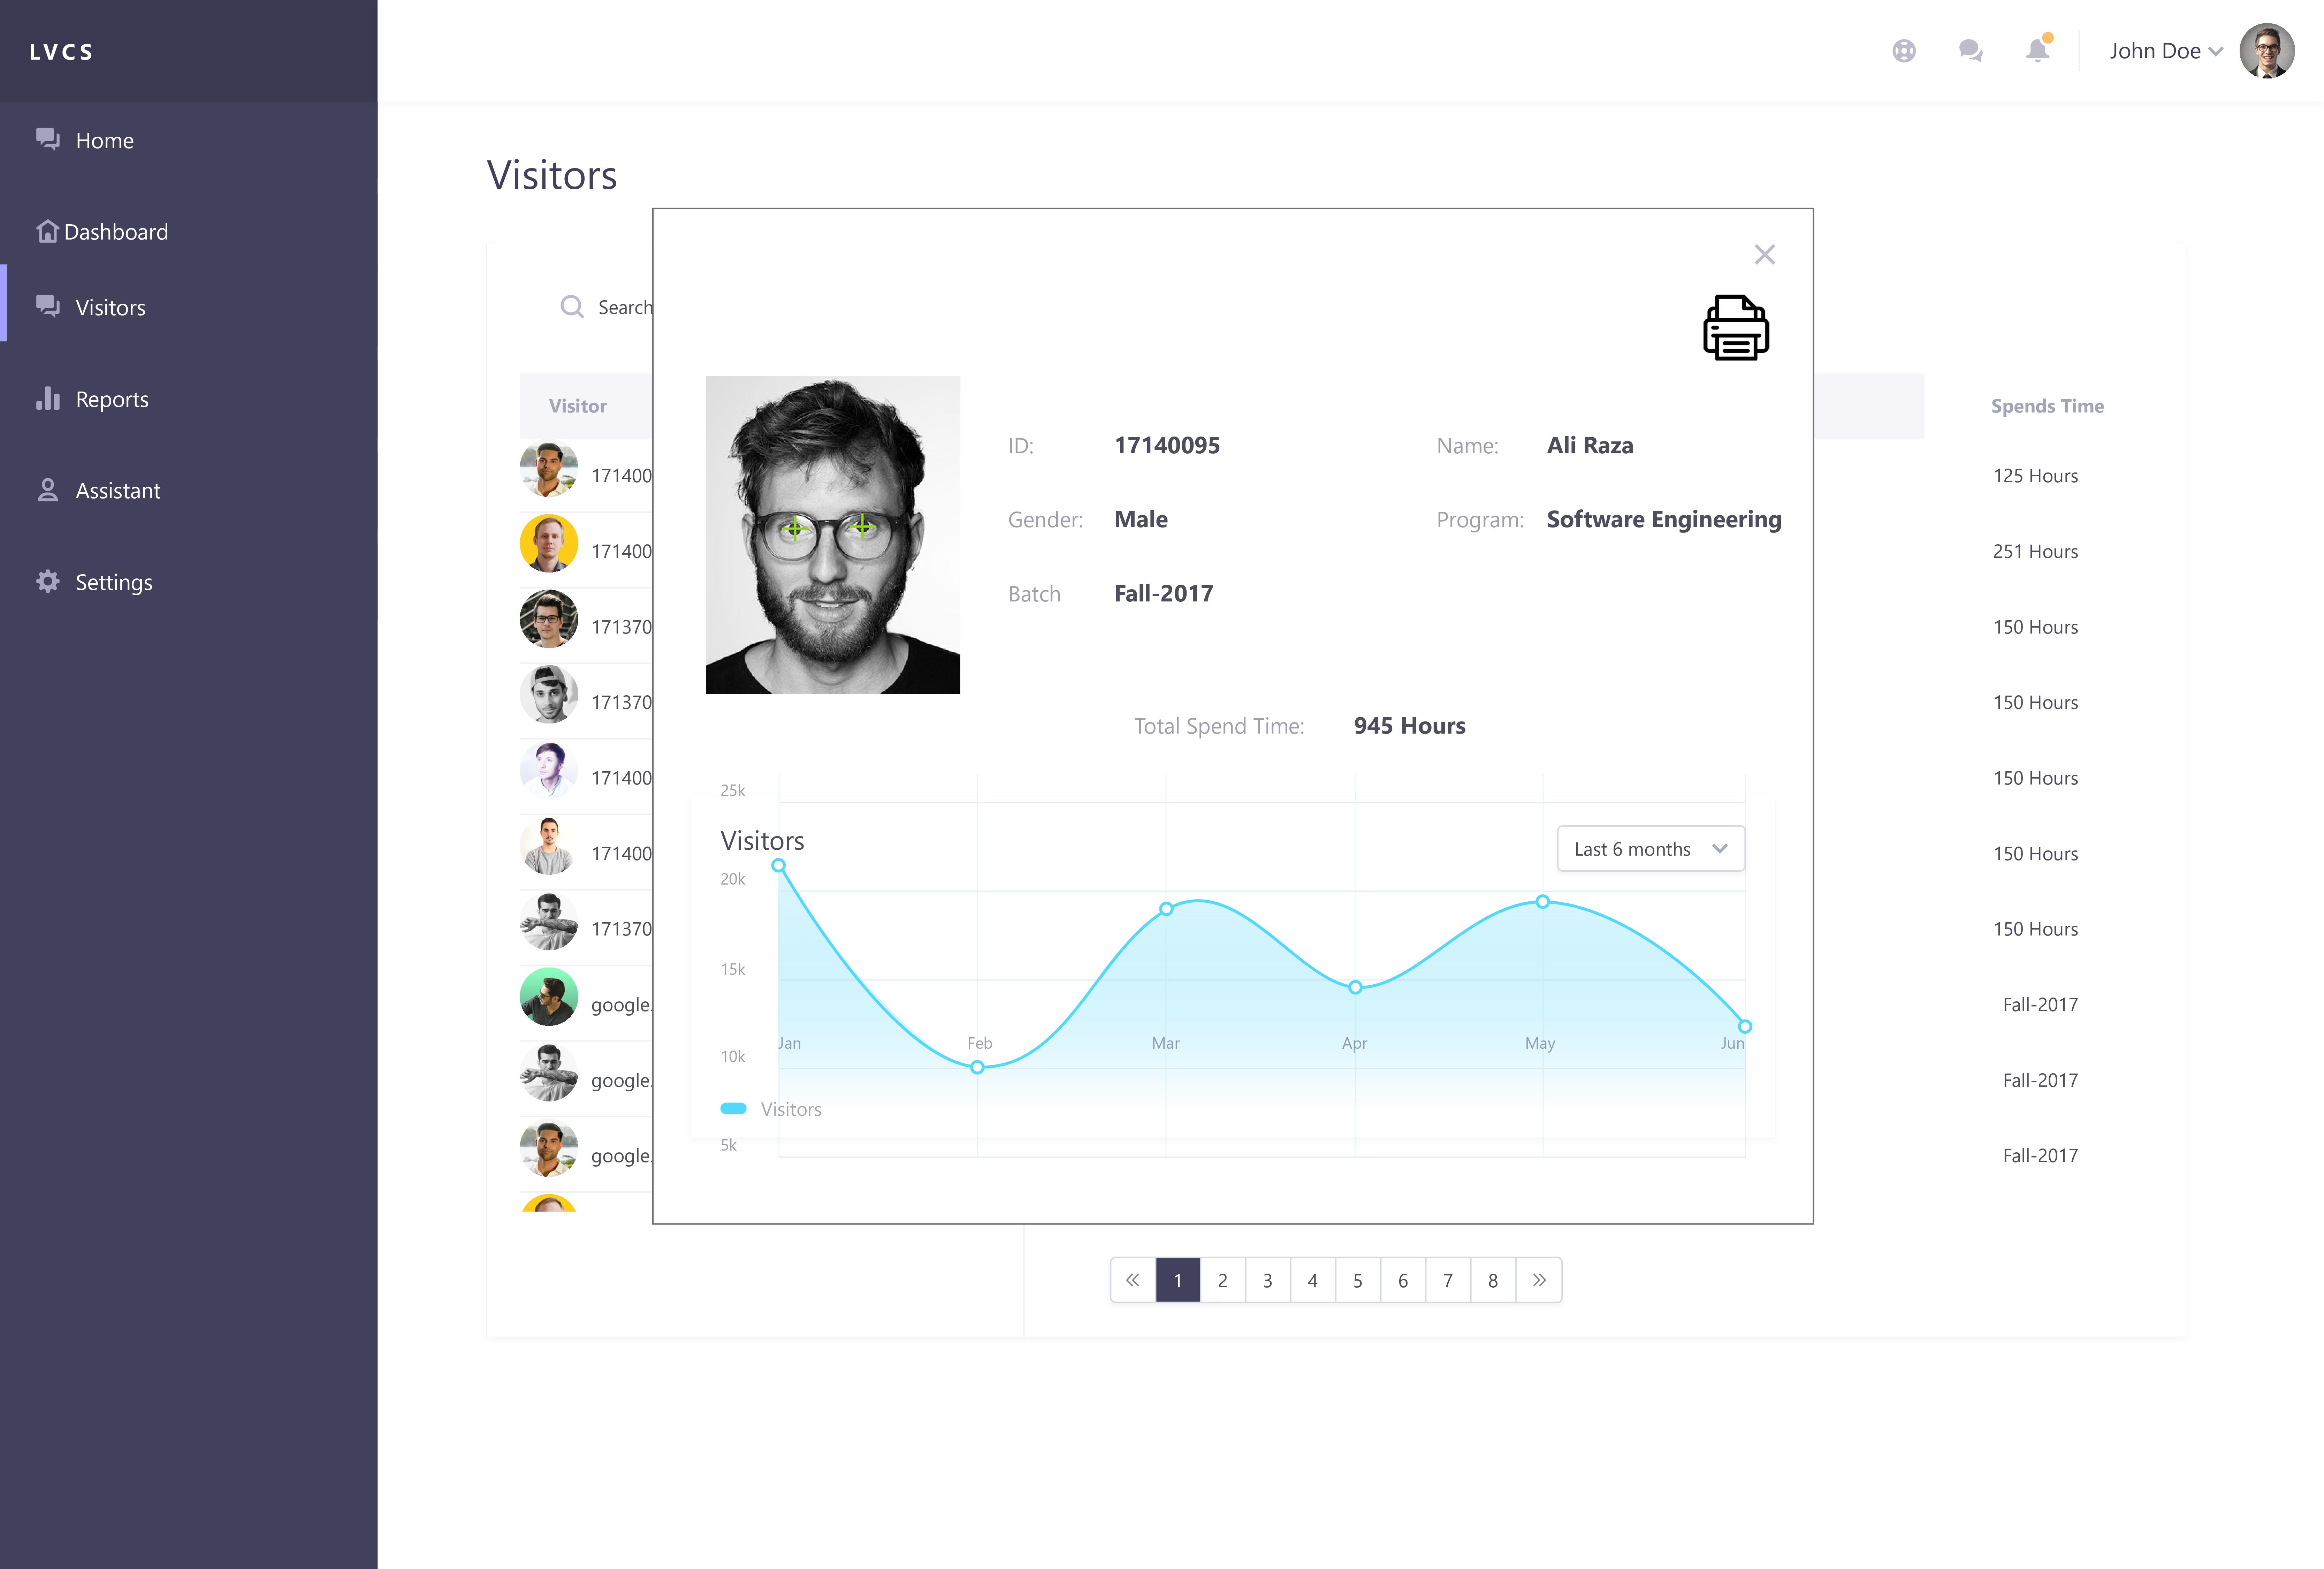 LVCS
John Doe
Home
Dashboard
Visitors
Reports
Assistant
Settings
Visitors
Search
Visitor
Spends Time
171400
125 Hours
171400
251 Hours
171370
150 Hours
171370
150 Hours
171400
150 Hours
171400
150 Hours
171370
150 Hours
google.
Fall-2017
google.
Fall-2017
google.
Fall-2017
ID: 17140095
Name: Ali Raza
Gender: Male
Program: Software Engineering
Batch Fall-2017
Total Spend Time: 945 Hours
25k
Visitors
Last 6 months
20k
15k
Jan Feb Mar Apr May Jun
10k
Visitors
5k
1 2 3 4 5 6 7 8